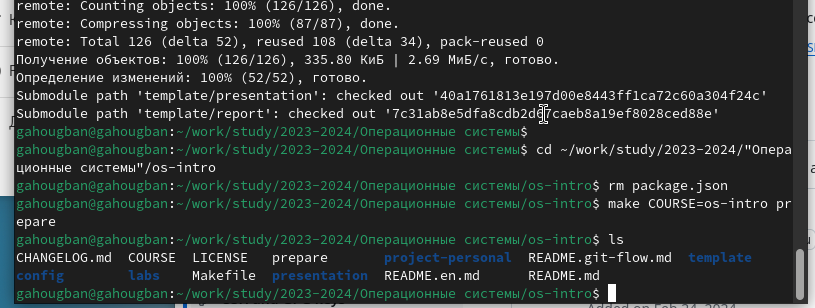 remote: Counting objects: 100% (126/126), done.
remote: Compressing objects: 100% (87/87), done.
remote: Total 126 (delta 52), reused 108 (delta 34), pack-reused 0
Получение объектов: 100% (126/126), 335.80 КиБ | 2.69 МиБ/с, готово.
Определение изменений: 100% (52/52), готово.
Submodule path 'template/presentation': checked out '40a1761813e197d00e8443ff1ca72c60a304f24c'
Submodule path 'template/report': checked out '7c31ab8e5dfa8cdb2d67caeb8a19ef8028ced88e'
gahougban@gahougban:~/work/study/2023-2024/Операционные системы$
gahougban@gahougban:~/work/study/2023-2024/Операционные системы$ cd ~/work/study/2023-2024/"Опера
ционные системы"/os-intro
gahougban@gahougban:~/work/study/2023-2024/Операционные системы/os-intro$ rm package.json
gahougban@gahougban:~/work/study/2023-2024/Операционные системы/os-intro$ make COURSE=os-intro pr
epare
gahougban@gahougban:~/work/study/2023-2024/Операционные системы/os-intro$ ls
CHANGELOG.md COURSE LICENSE prepare project-personal README.git-flow.md template
config labs Makefile presentation README.en.md README.md
gahougban@gahougban:~/work/study/2023-2024/Операционные системы/os-intro$